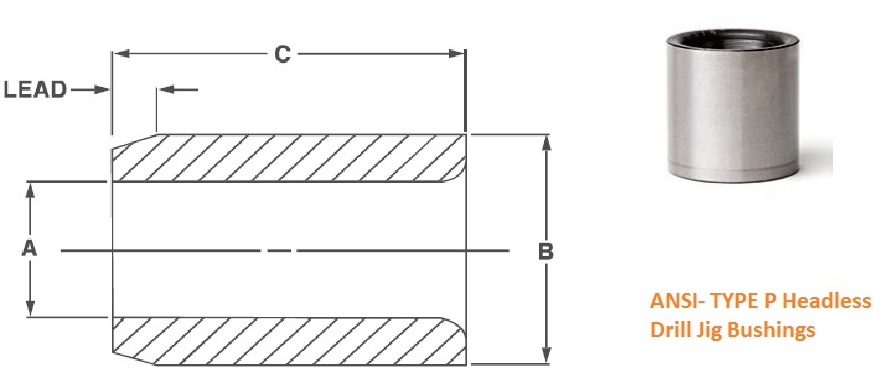 C
LEAD
A
B
ANSI- TYPE P Headless
Drill Jig Bushings